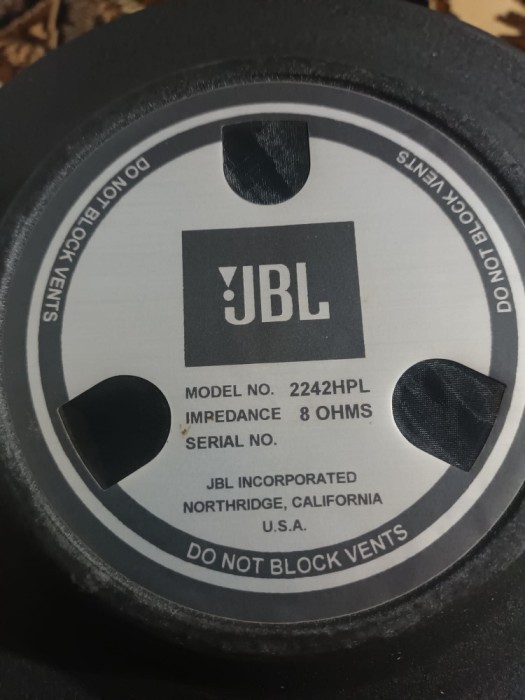 DO NOT BLOCK VENTS
DO NOT BLOCK VENTS
JBL
MODEL NO. 2242HPL
IMPEDANCE 8 OHMS
SERIAL NO.
JBL INCORPORATED
NORTHRIDGE, CALIFORNIA
U.S.A.
DO NOT BLOCK VENTS